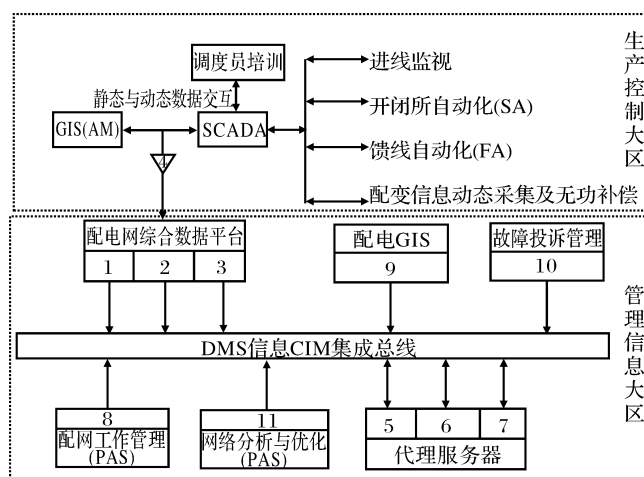 调度员培训
进线监视
静态与动态数据交互
开闭所自动化(SA)
GIS(AM)
SCADA
馈线自动化(FA)
4
配变信息动态采集及无功补偿
生产控制大区
配电网综合数据平台
1 2 3
配电GIS
9
故障投诉管理
10
DMS信息CIM集成总线
管理信息大区
8
配网工作管理
(PAS)
11
网络分析与优化
(PAS)
5 6 7
代理服务器